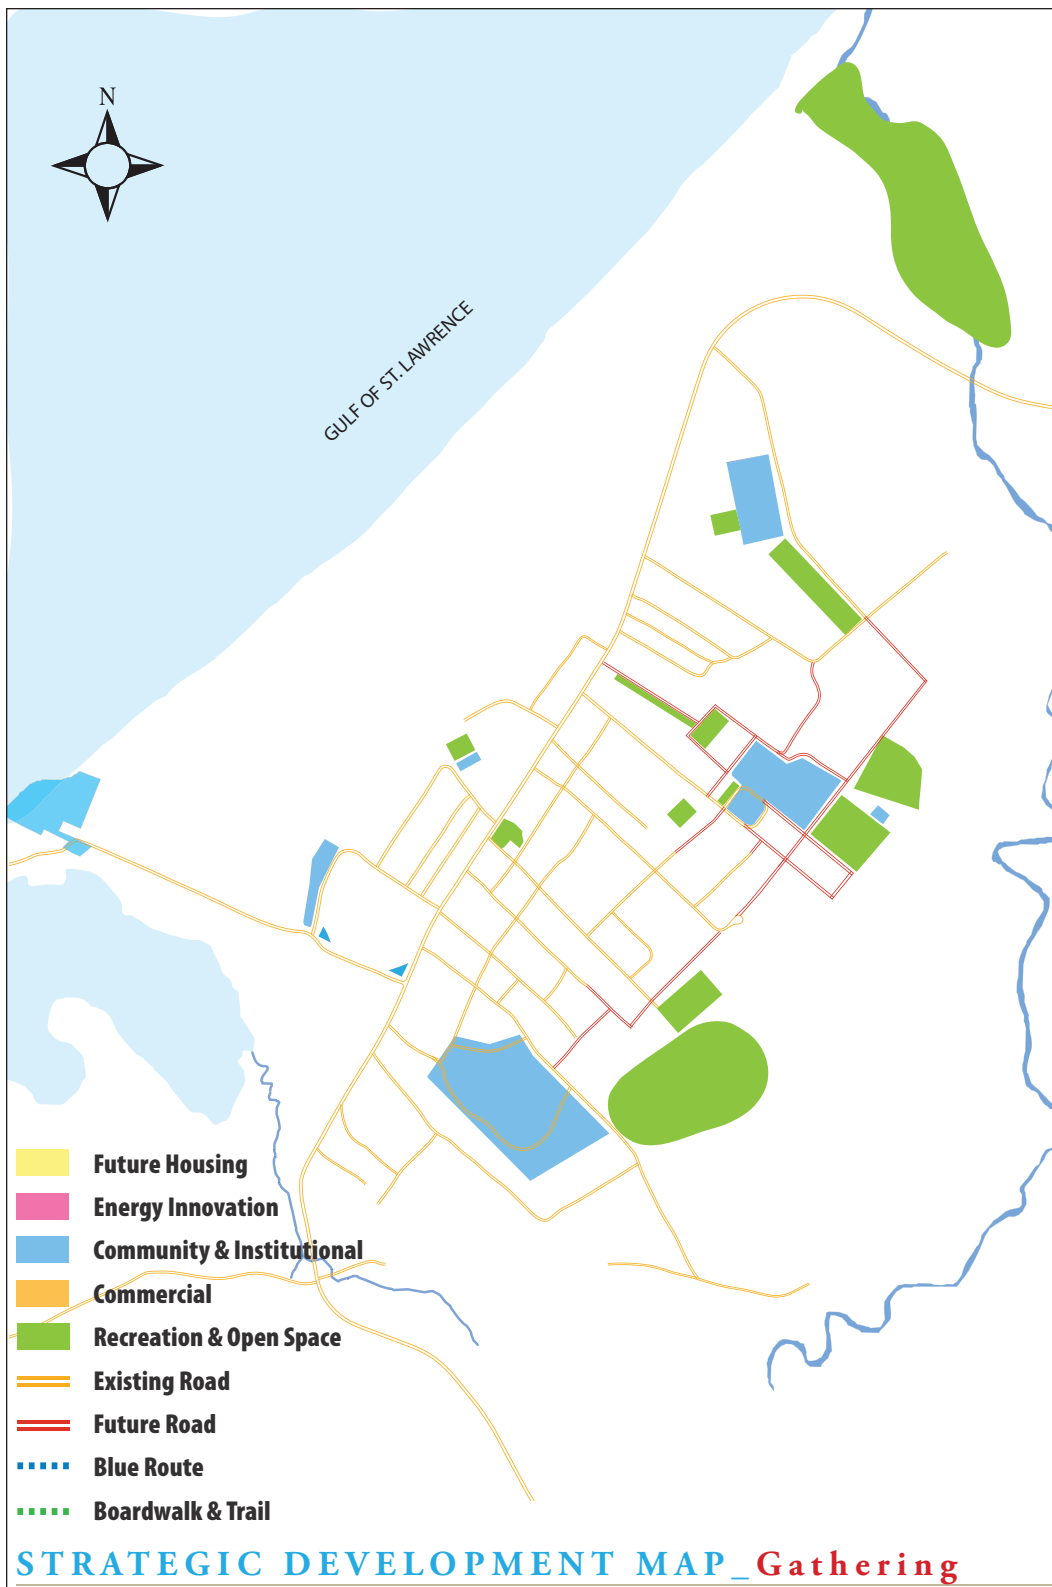 N
GULF OF ST. LAWRENCE
Future Housing
Energy Innovation
Community & Institutional
Commercial
Recreation & Open Space
Existing Road
Future Road
Blue Route
Boardwalk & Trail
STRATEGIC DEVELOPMENT MAP_Gathering